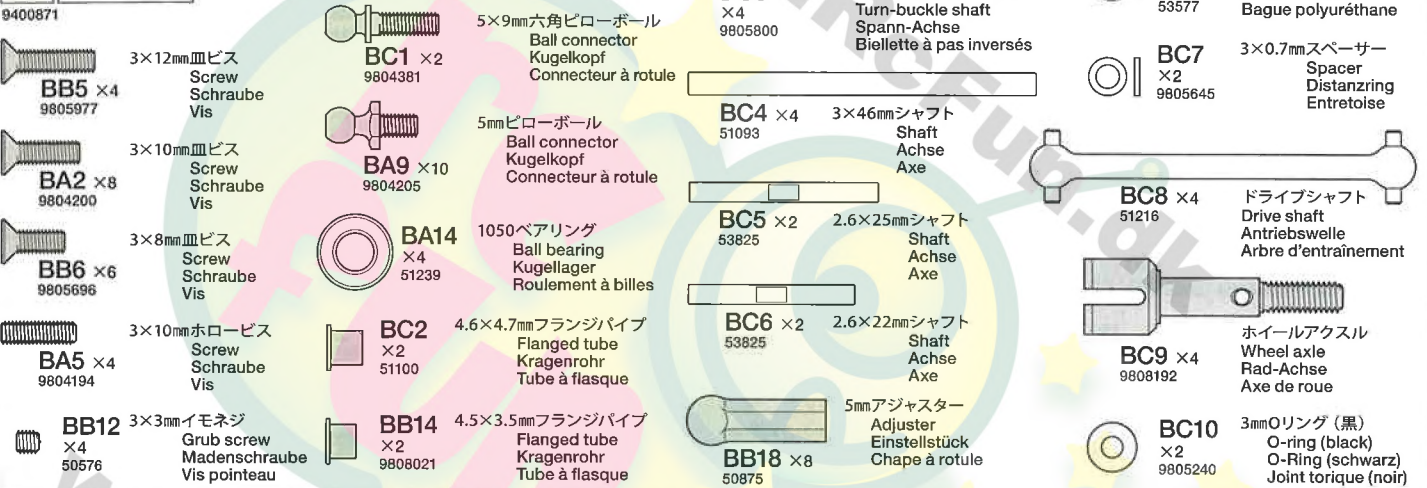 9400871
BB5 ×4
9805977
3×12mm皿ビス
Screw
Schraube
Vis
BA2 ×8
9804200
3×10mm皿ビス
Screw
Schraube
Vis
BB6 ×6
9805696
3×8mm皿ビス
Screw
Schraube
Vis
BA5 ×4
9804194
3×10mmホロービス
Screw
Schraube
Vis
BB12
×4
50576
3×3mmイモネジ
Grub screw
Madenschraube
Vis pointeau
BC1 ×2
9804381
5×9mm六角ピローボール
Ball connector
Kugelkopf
Connecteur à rotule
BA9 ×10
9804205
5mmピローボール
Ball connector
Kugelkopf
Connecteur à rotule
BA14
×4
51239
1050ベアリング
Ball bearing
Kugellager
Roulement à billes
BC2
×2
51100
4.6×4.7mmフランジパイプ
Flanged tube
Kragenrohr
Tube à flasque
BB14
×2
9808021
4.5×3.5mmフランジパイプ
Flanged tube
Kragenrohr
Tube à flasque
×4
9805800
Turn-buckle shaft
Spann-Achse
Biellette à pas inversés
BC4 ×4
51093
3×46mmシャフト
Shaft
Achse
Axe
BC5 ×2
53825
2.6×25mmシャフト
Shaft
Achse
Axe
BC6 ×2
53825
2.6×22mmシャフト
Shaft
Achse
Axe
BB18 ×8
50875
5mmアジャスター
Adjuster
Einstellstück
Chape à rotule
53577
Bague polyuréthane
BC7
×2
9805645
3×0.7mmスペーサー
Spacer
Distanzring
Entretoise
BC8 ×4
51216
ドライブシャフト
Drive shaft
Antriebswelle
Arbre d'entraînement
BC9 ×4
9808192
ホイールアクスル
Wheel axle
Rad-Achse
Axe de roue
BC10
×2
9805240
3mmOリング（黒）
O-ring (black)
O-Ring (schwarz)
Joint torique (noir)
RcFun.dk